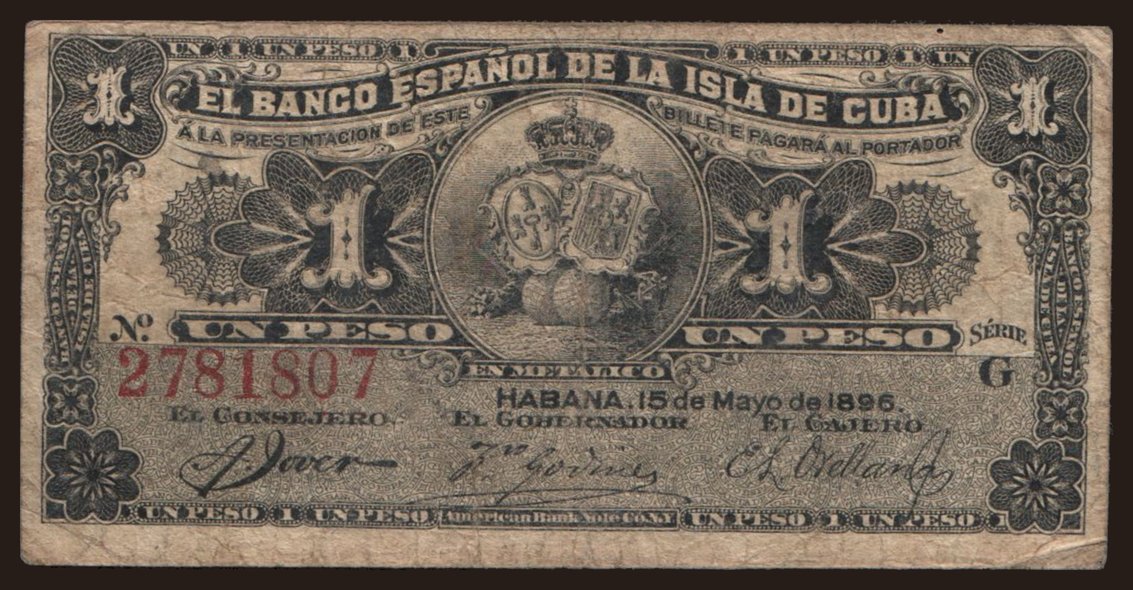 UN 1 UN PESO 1 1 UN PESO 1 UN
1 1
EL BANCO ESPAÑOL DE LA ISLA DE CUBA
Á LA PRESENTACION DE ESTE BILLETE PAGARÁ AL PORTADOR
1 1
Nº UN PESO UN PESO SÉRIE
2781807 EN METÁLICO G
HABANA. 15 de Mayo de 1896.
EL CONSEJERO. EL GOBERNADOR EL CAJERO
A. Dover
UN PESO 1 UN PESO American Bank Note Co. N.Y. UN PESO 1 UN PESO 1